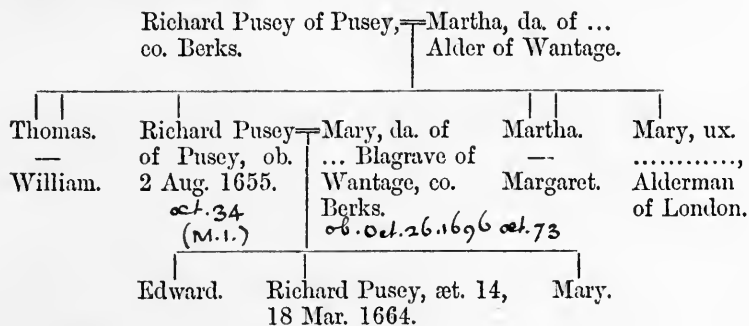 Richard Pusey of Pusey, Martha, da. of ...
co. Berks. Alder of Wantage.
Thomas. Richard Pusey Mary, da. of Martha. Mary, ux.
— of Pusey, ob. ... Blagrave of — ............,
William. 2 Aug. 1655. Wantage, co. Margaret. Alderman
æt. 34 Berks. of London.
(M.I.) ob. Oct. 26. 1696 æt. 73
Edward. Richard Pusey, æt. 14, Mary.
18 Mar. 1664.